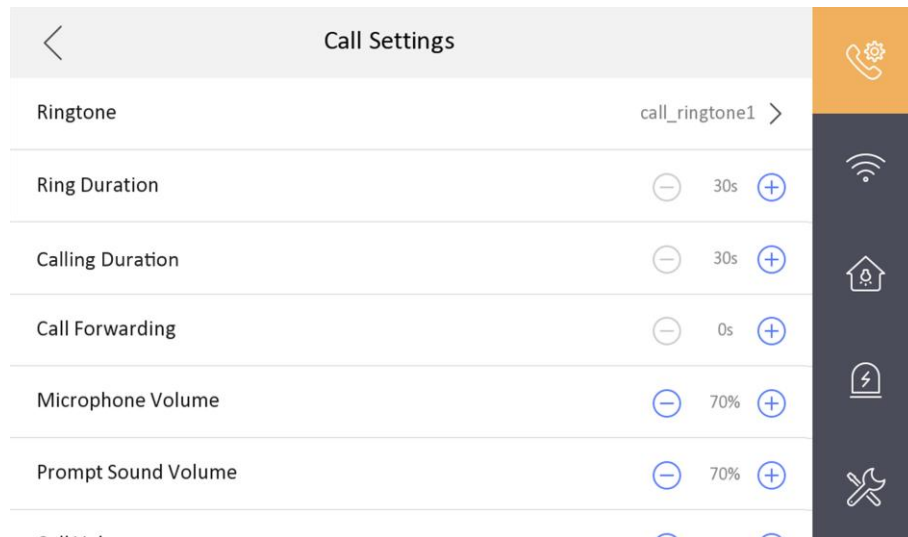 Call Settings
Ringtone call_ringtone1
Ring Duration 30s
Calling Duration 30s
Call Forwarding 0s
Microphone Volume 70%
Prompt Sound Volume 70%